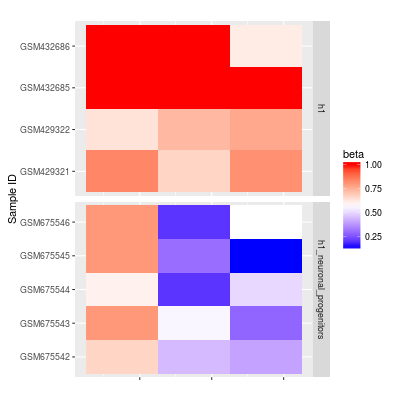 GSM432686
GSM432685
GSM429322
GSM429321
h1
GSM675546
GSM675545
GSM675544
GSM675543
GSM675542
h1_neuronal_progenitors
Sample ID
beta
1.00
0.75
0.50
0.25